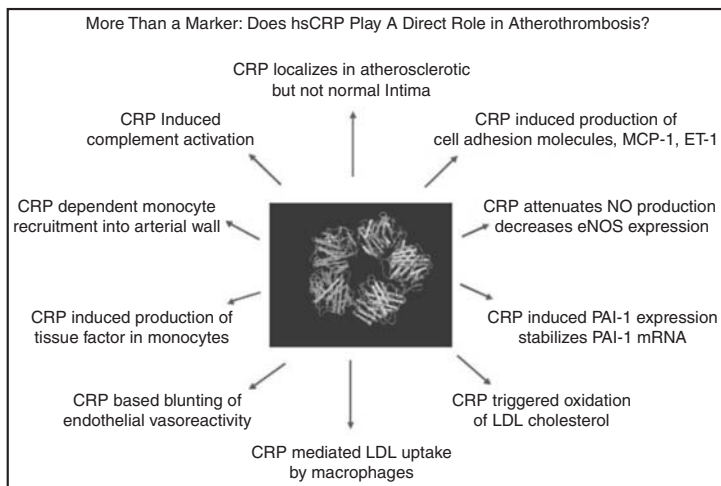 More Than a Marker: Does hsCRP Play A Direct Role in Atherothrombosis?
CRP localizes in atherosclerotic
but not normal Intima
CRP Induced
complement activation
CRP induced production of
cell adhesion molecules, MCP-1, ET-1
CRP dependent monocyte
recruitment into arterial wall
CRP attenuates NO production
decreases eNOS expression
CRP induced production of
tissue factor in monocytes
CRP induced PAI-1 expression
stabilizes PAI-1 mRNA
CRP based blunting of
endothelial vasoreactivity
CRP triggered oxidation
of LDL cholesterol
CRP mediated LDL uptake
by macrophages